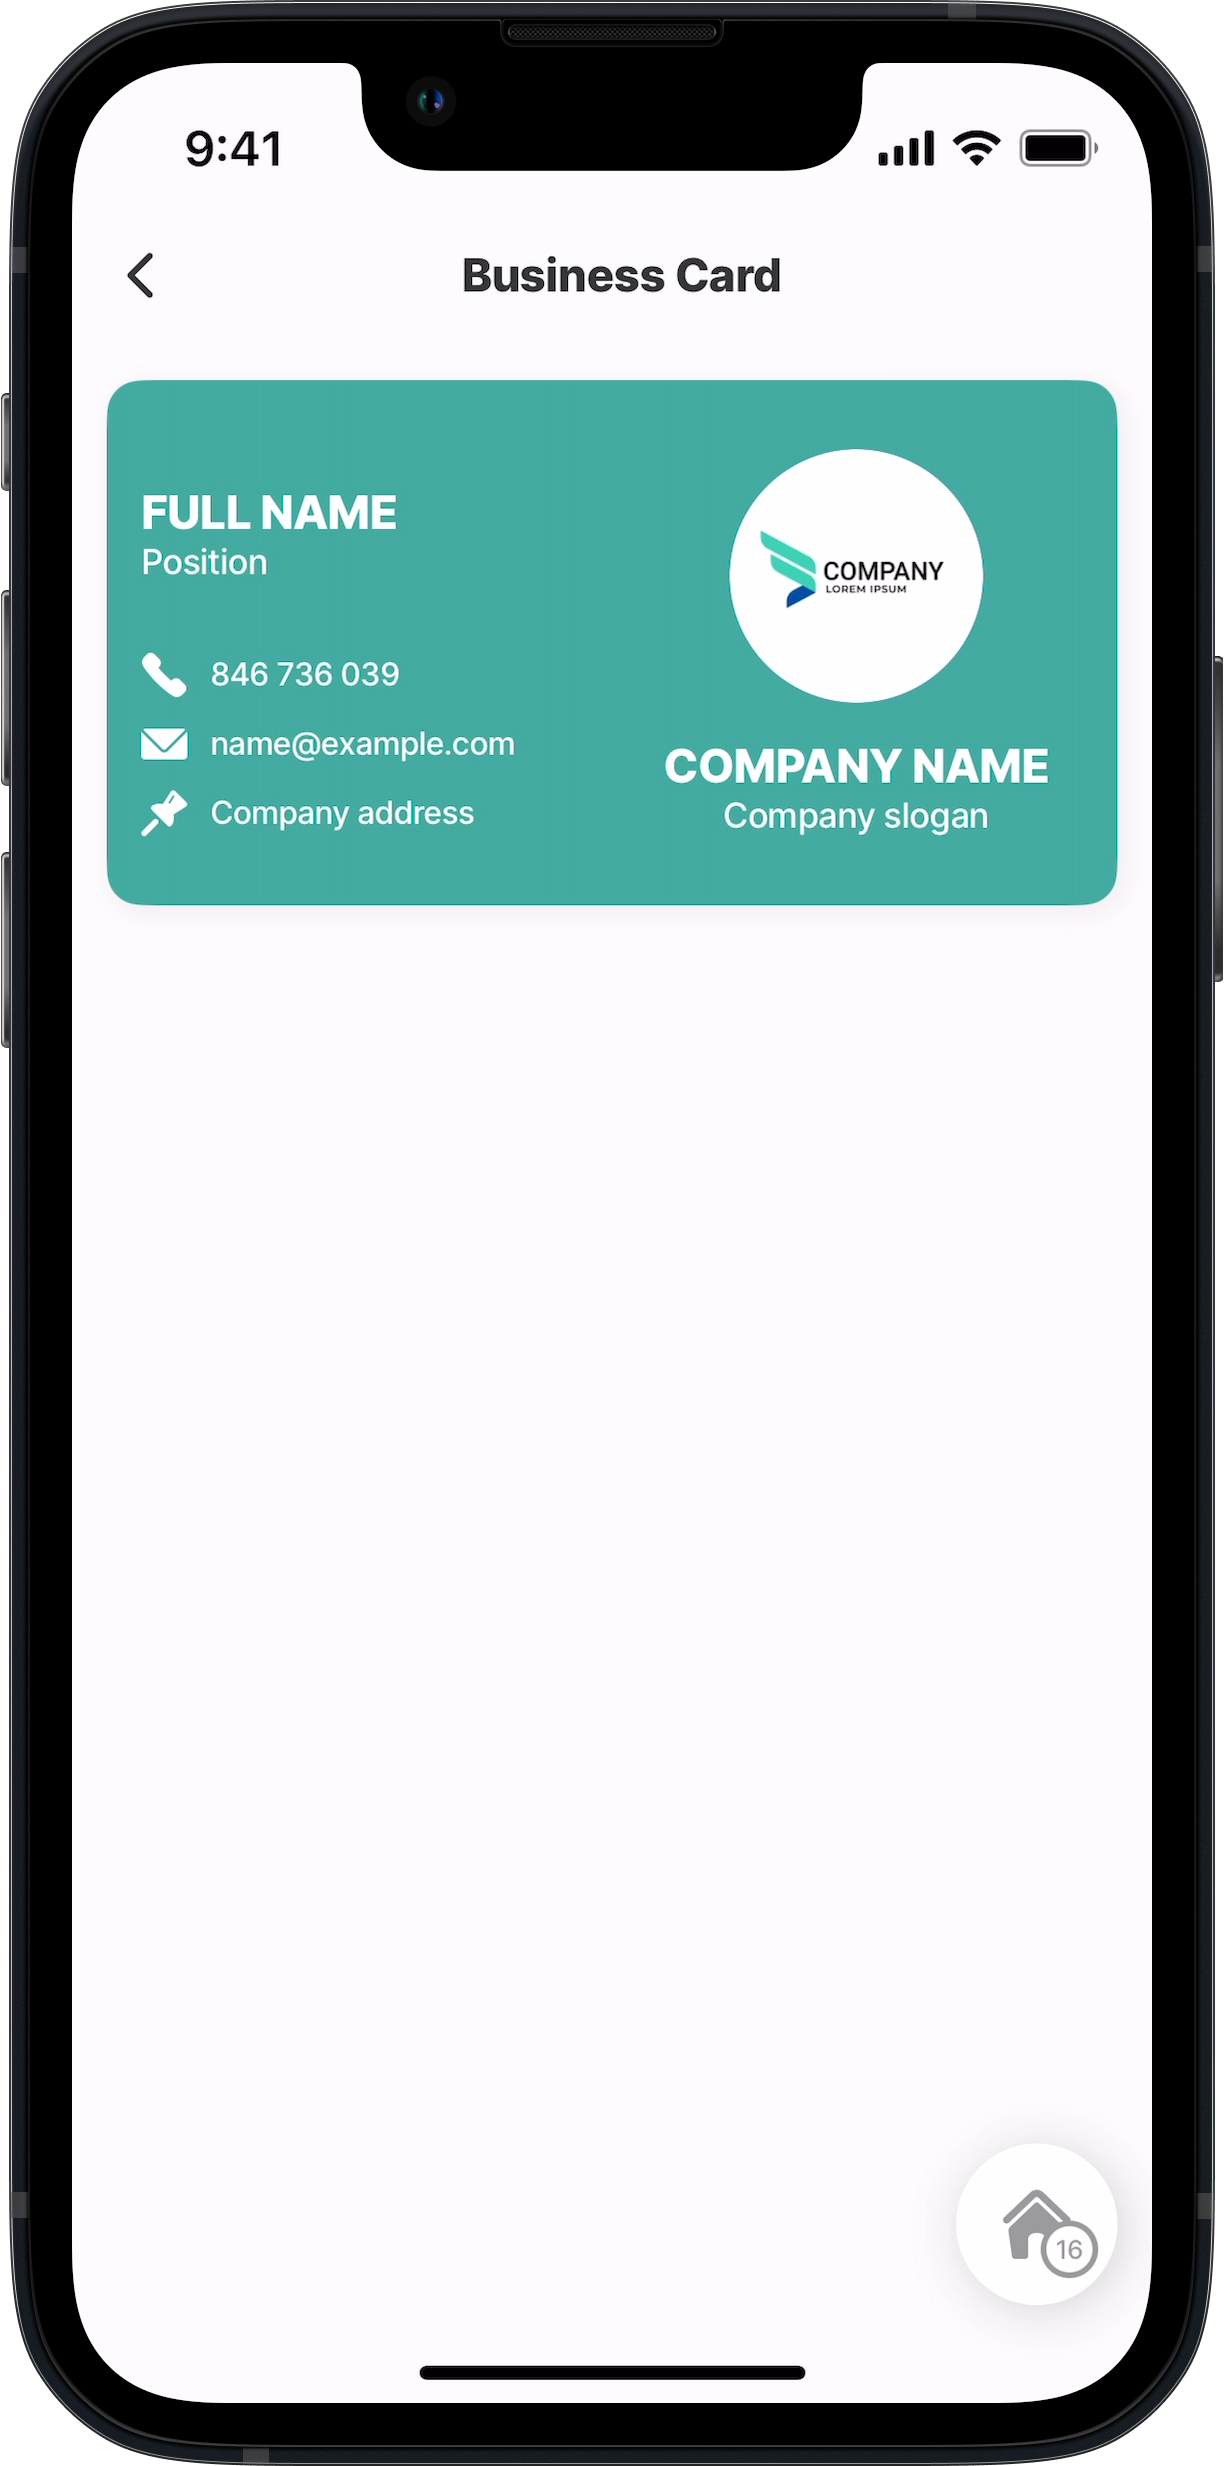 9:41
Business Card
FULL NAME
Position
846 736 039
name@example.com
Company address
COMPANY
LOREM IPSUM
COMPANY NAME
Company slogan
16